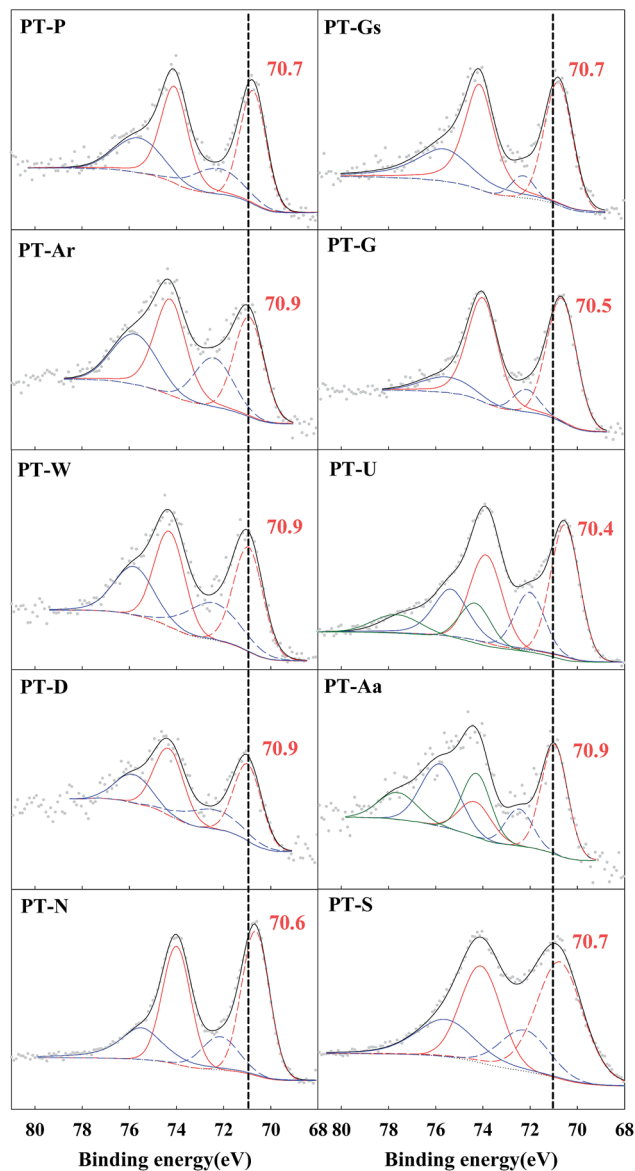 PT-P
70.7
PT-Gs
70.7
PT-Ar
70.9
PT-G
70.5
PT-W
70.9
PT-U
70.4
PT-D
70.9
PT-Aa
70.9
PT-N
70.6
PT-S
70.7
80 78 76 74 72 70 68
80 78 76 74 72 70 68
Binding energy(eV)
Binding energy(eV)